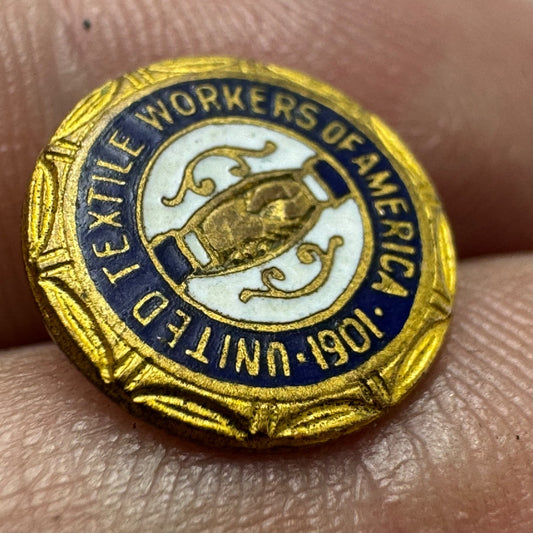 UNITED TEXTILE WORKERS OF AMERICA · 1901 ·